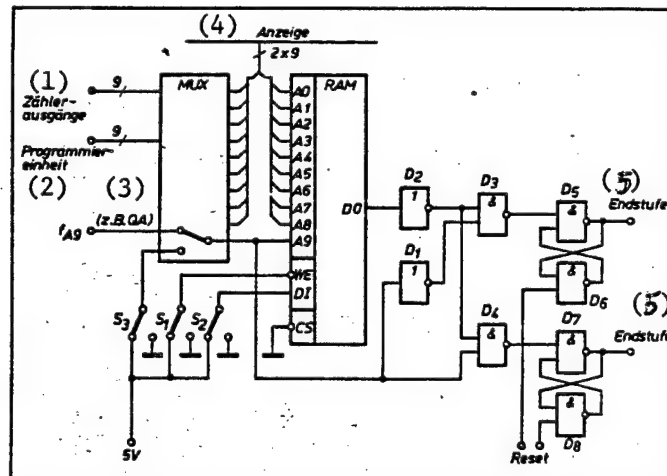 (4) Anzeige
2x9
(1) 9
Zähler-
ausgänge
9
Programmier-
einheit
(2) (3)
fA9 (z.B. QA)
MUX
RAM
A0
A1
A2
A3
A4
A5
A6
A7
A8
A9
DO
WE
DI
CS
S3 S1 S2
5V
D2
1
D1
1
D3
&
D4
&
D5
&
(5)
Endstufe
&
D6
D7
&
(5)
Endstufe
&
D8
Reset